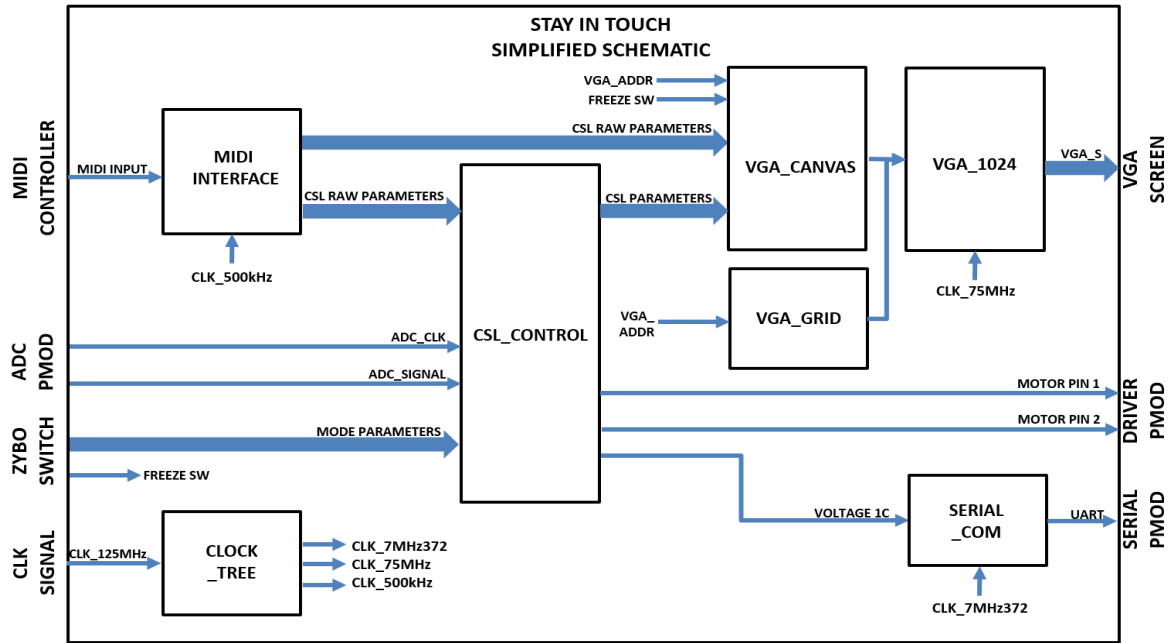 STAY IN TOUCH
SIMPLIFIED SCHEMATIC
MIDI
CONTROLLER
MIDI INPUT
MIDI
INTERFACE
CLK_500kHz
CSL RAW PARAMETERS
CSL RAW PARAMETERS
VGA_ADDR
FREEZE SW
CSL PARAMETERS
VGA_CANVAS
VGA_1024
CLK_75MHz
VGA_S
VGA
SCREEN
VGA_
ADDR
VGA_GRID
CSL_CONTROL
ADC
PMOD
ADC_CLK
ADC_SIGNAL
ZYBO
SWITCH
MODE PARAMETERS
FREEZE SW
MOTOR PIN 1
MOTOR PIN 2
DRIVER
PMOD
CLK
SIGNAL
CLK_125MHz
CLOCK
_TREE
CLK_7MHz372
CLK_75MHz
CLK_500kHz
VOLTAGE 1C
SERIAL
_COM
CLK_7MHz372
UART
SERIAL
PMOD